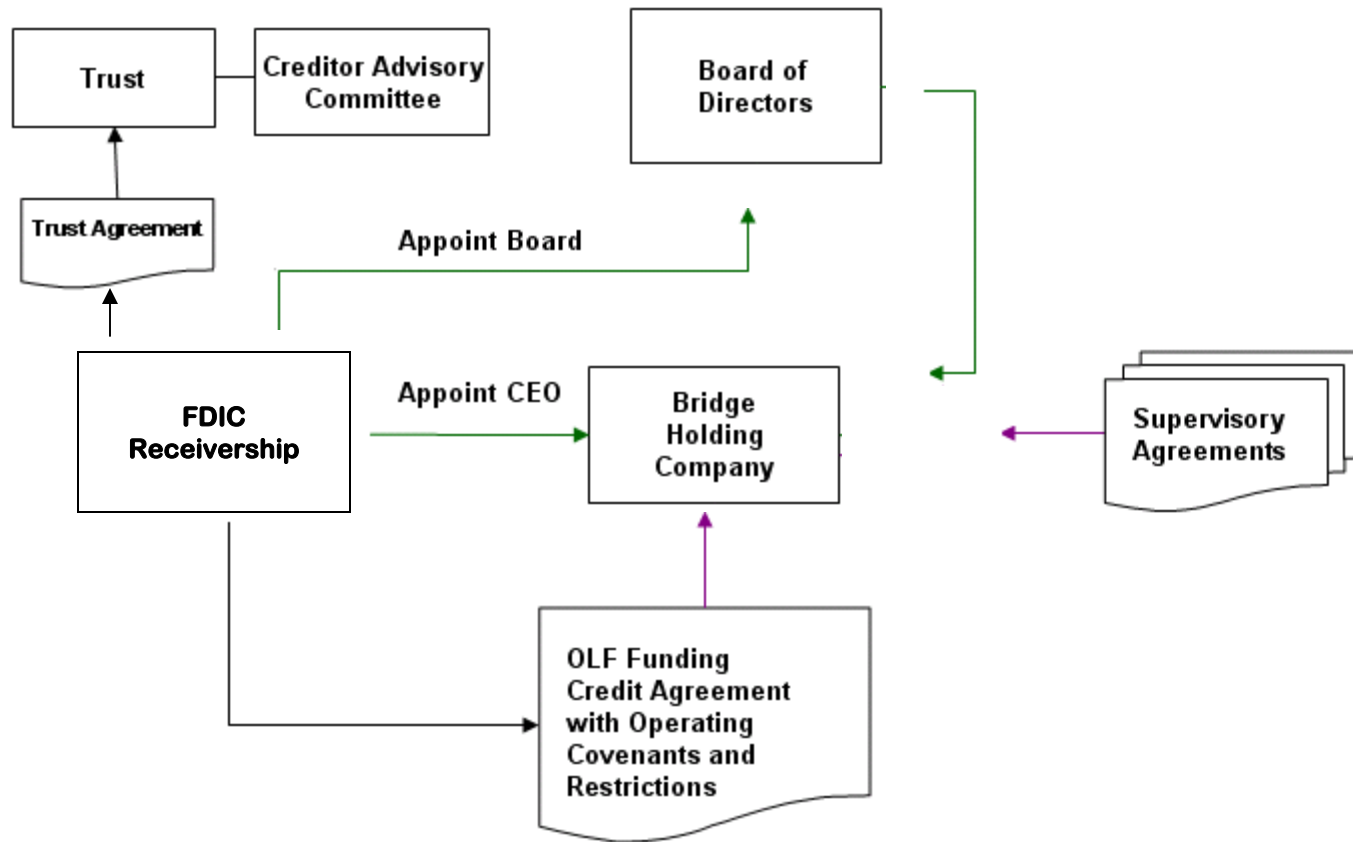 Trust
Creditor Advisory
Committee
Board of
Directors
Trust Agreement
Appoint Board
FDIC
Receivership
Appoint CEO
Bridge
Holding
Company
Supervisory
Agreements
OLF Funding
Credit Agreement
with Operating
Covenants and
Restrictions